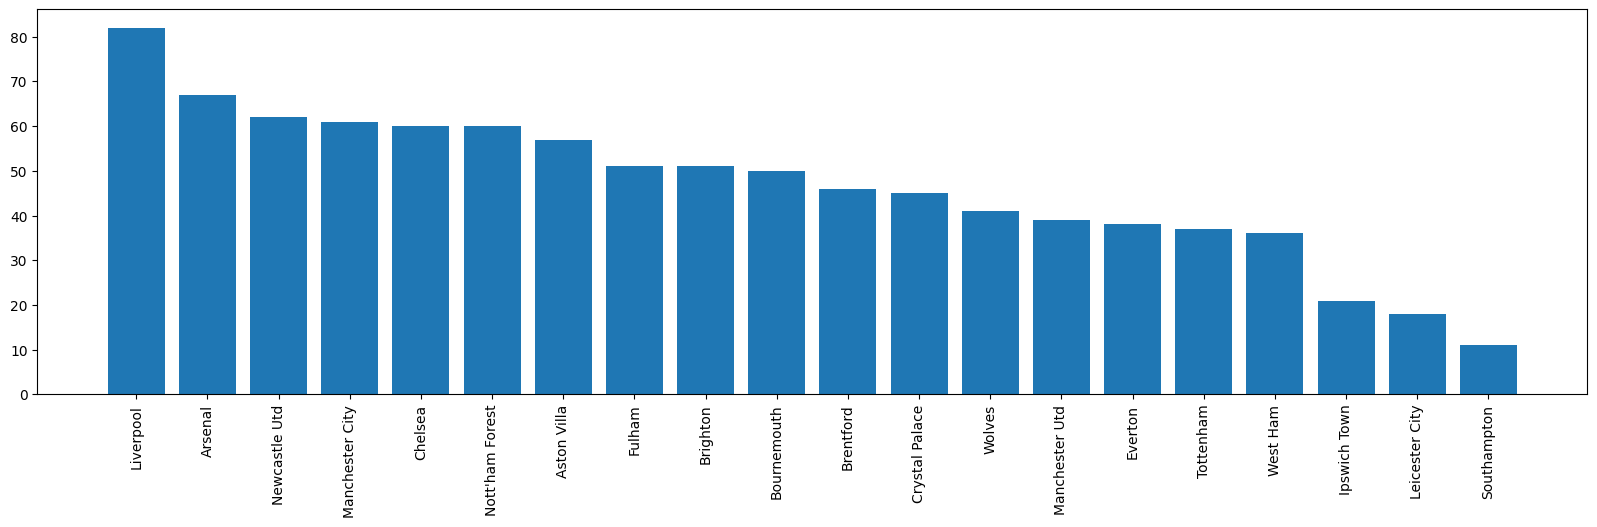 80
70
60
50
40
30
20
10
0
Liverpool
Arsenal
Newcastle Utd
Manchester City
Chelsea
Nott'ham Forest
Aston Villa
Fulham
Brighton
Bournemouth
Brentford
Crystal Palace
Wolves
Manchester Utd
Everton
Tottenham
West Ham
Ipswich Town
Leicester City
Southampton